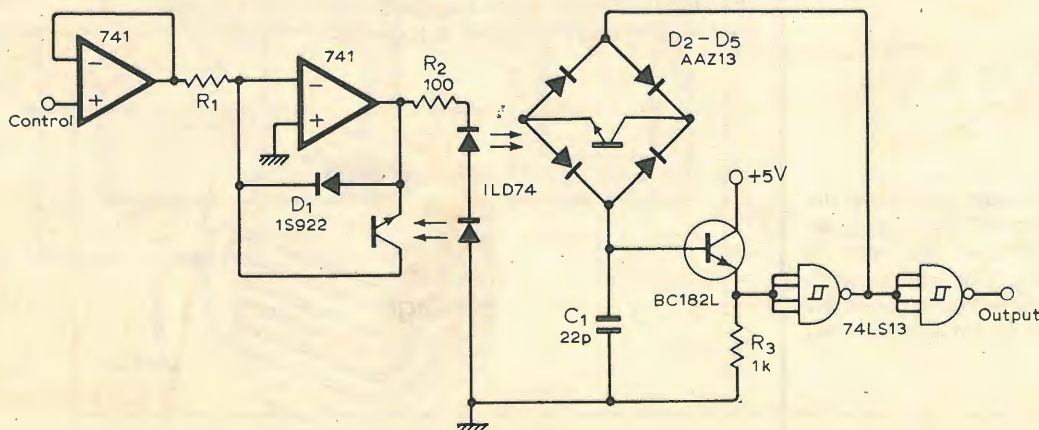 741
741
R2
100
D2–D5
AAZ13
R1
Control
ILD74
D1
1S922
+5V
BC182L
C1
22p
R3
1k
74LS13
Output